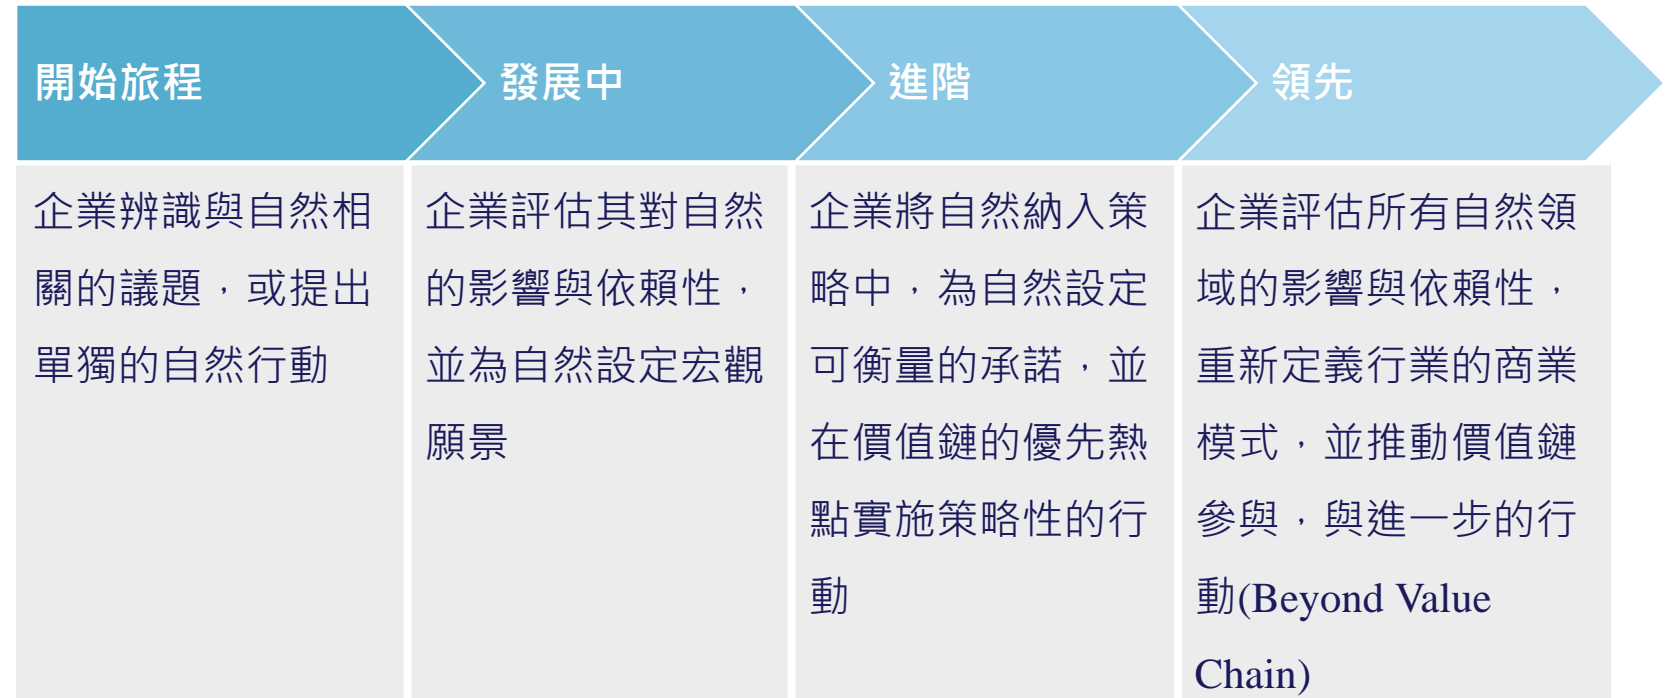 開始旅程
發展中
進階
領先
企業辨識與自然相
關的議題，或提出
單獨的自然行動
企業評估其對自然
的影響與依賴性，
並為自然設定宏觀
願景
企業將自然納入策
略中，為自然設定
可衡量的承諾，並
在價值鏈的優先熱
點實施策略性的行
動
企業評估所有自然領
域的影響與依賴性，
重新定義行業的商業
模式，並推動價值鏈
參與，與進一步的行
動(Beyond Value
Chain)